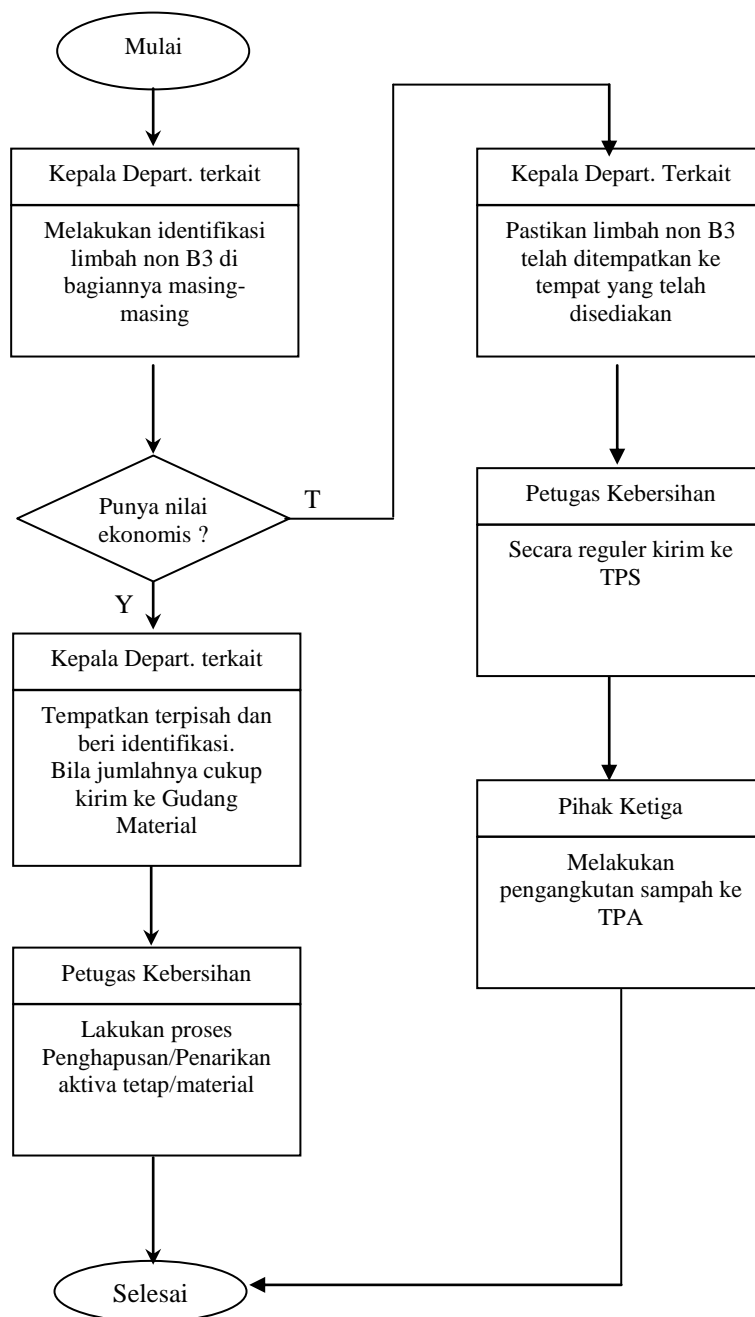 Mulai
Kepala Depart. terkait
Melakukan identifikasi
limbah non B3 di
bagiannya masing-
masing
Punya nilai
ekonomis ?
T
Y
Kepala Depart. terkait
Tempatkan terpisah dan
beri identifikasi.
Bila jumlahnya cukup
kirim ke Gudang
Material
Petugas Kebersihan
Lakukan proses
Penghapusan/Penarikan
aktiva tetap/material
Kepala Depart. Terkait
Pastikan limbah non B3
telah ditempatkan ke
tempat yang telah
disediakan
Petugas Kebersihan
Secara reguler kirim ke
TPS
Pihak Ketiga
Melakukan
pengangkutan sampah ke
TPA
Selesai